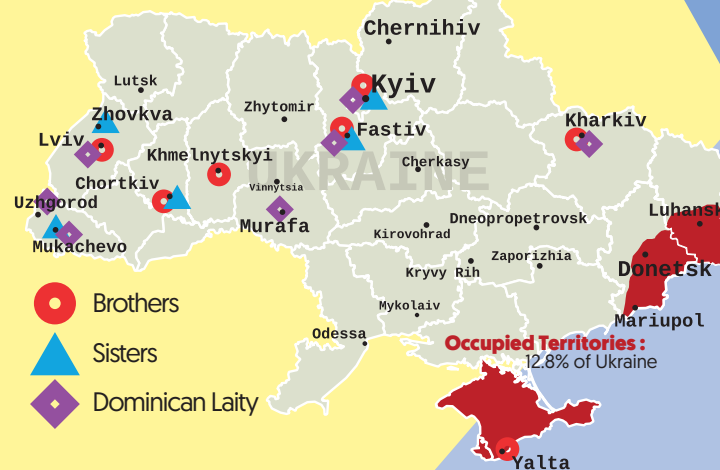 Chernihiv
Lutsk
Kyiv
Zhytomir
Zhovkva
Kharkiv
Fastiv
Lviv
Khmelnytskyi
UKRAINE
Cherkasy
Chortkiv
Vinnytsia
Uzhgorod
Luhansk
Dneopropetrovsk
Murafa
Kirovohrad
Mukachevo
Zaporizhia
Donetsk
Kryvy Rih
Brothers
Mykolaiv
Mariupol
Odessa
Occupied Territories :
12.8% of Ukraine
Sisters
Dominican Laity
Yalta